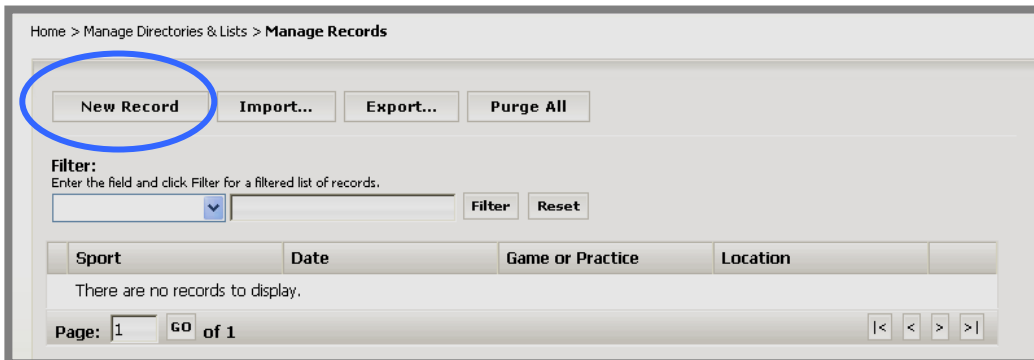 Home > Manage Directories & Lists > Manage Records
New Record Import... Export... Purge All
Filter:
Enter the field and click Filter for a filtered list of records.
Filter Reset
Sport Date Game or Practice Location
There are no records to display.
Page: 1 GO of 1 |< < > >|